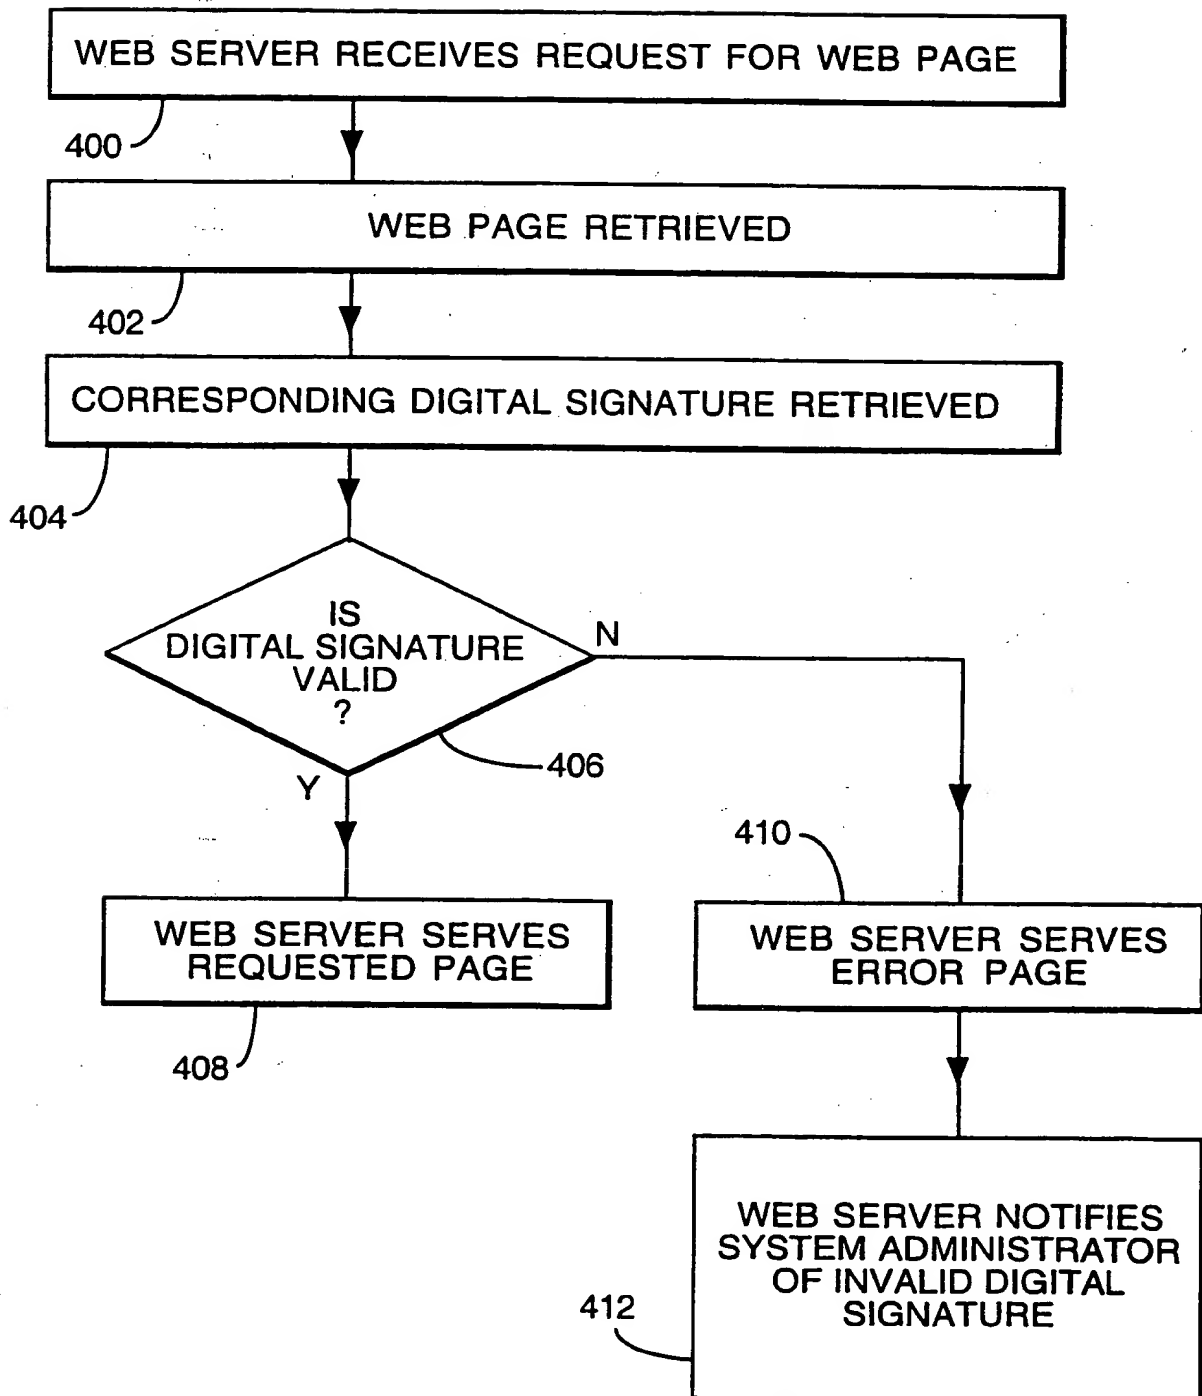 WEB SERVER RECEIVES REQUEST FOR WEB PAGE
400
WEB PAGE RETRIEVED
402
CORRESPONDING DIGITAL SIGNATURE RETRIEVED
404
IS
DIGITAL SIGNATURE
VALID
?
N
406
Y
410
WEB SERVER SERVES
REQUESTED PAGE
408
WEB SERVER SERVES
ERROR PAGE
WEB SERVER NOTIFIES
SYSTEM ADMINISTRATOR
OF INVALID DIGITAL
SIGNATURE
412